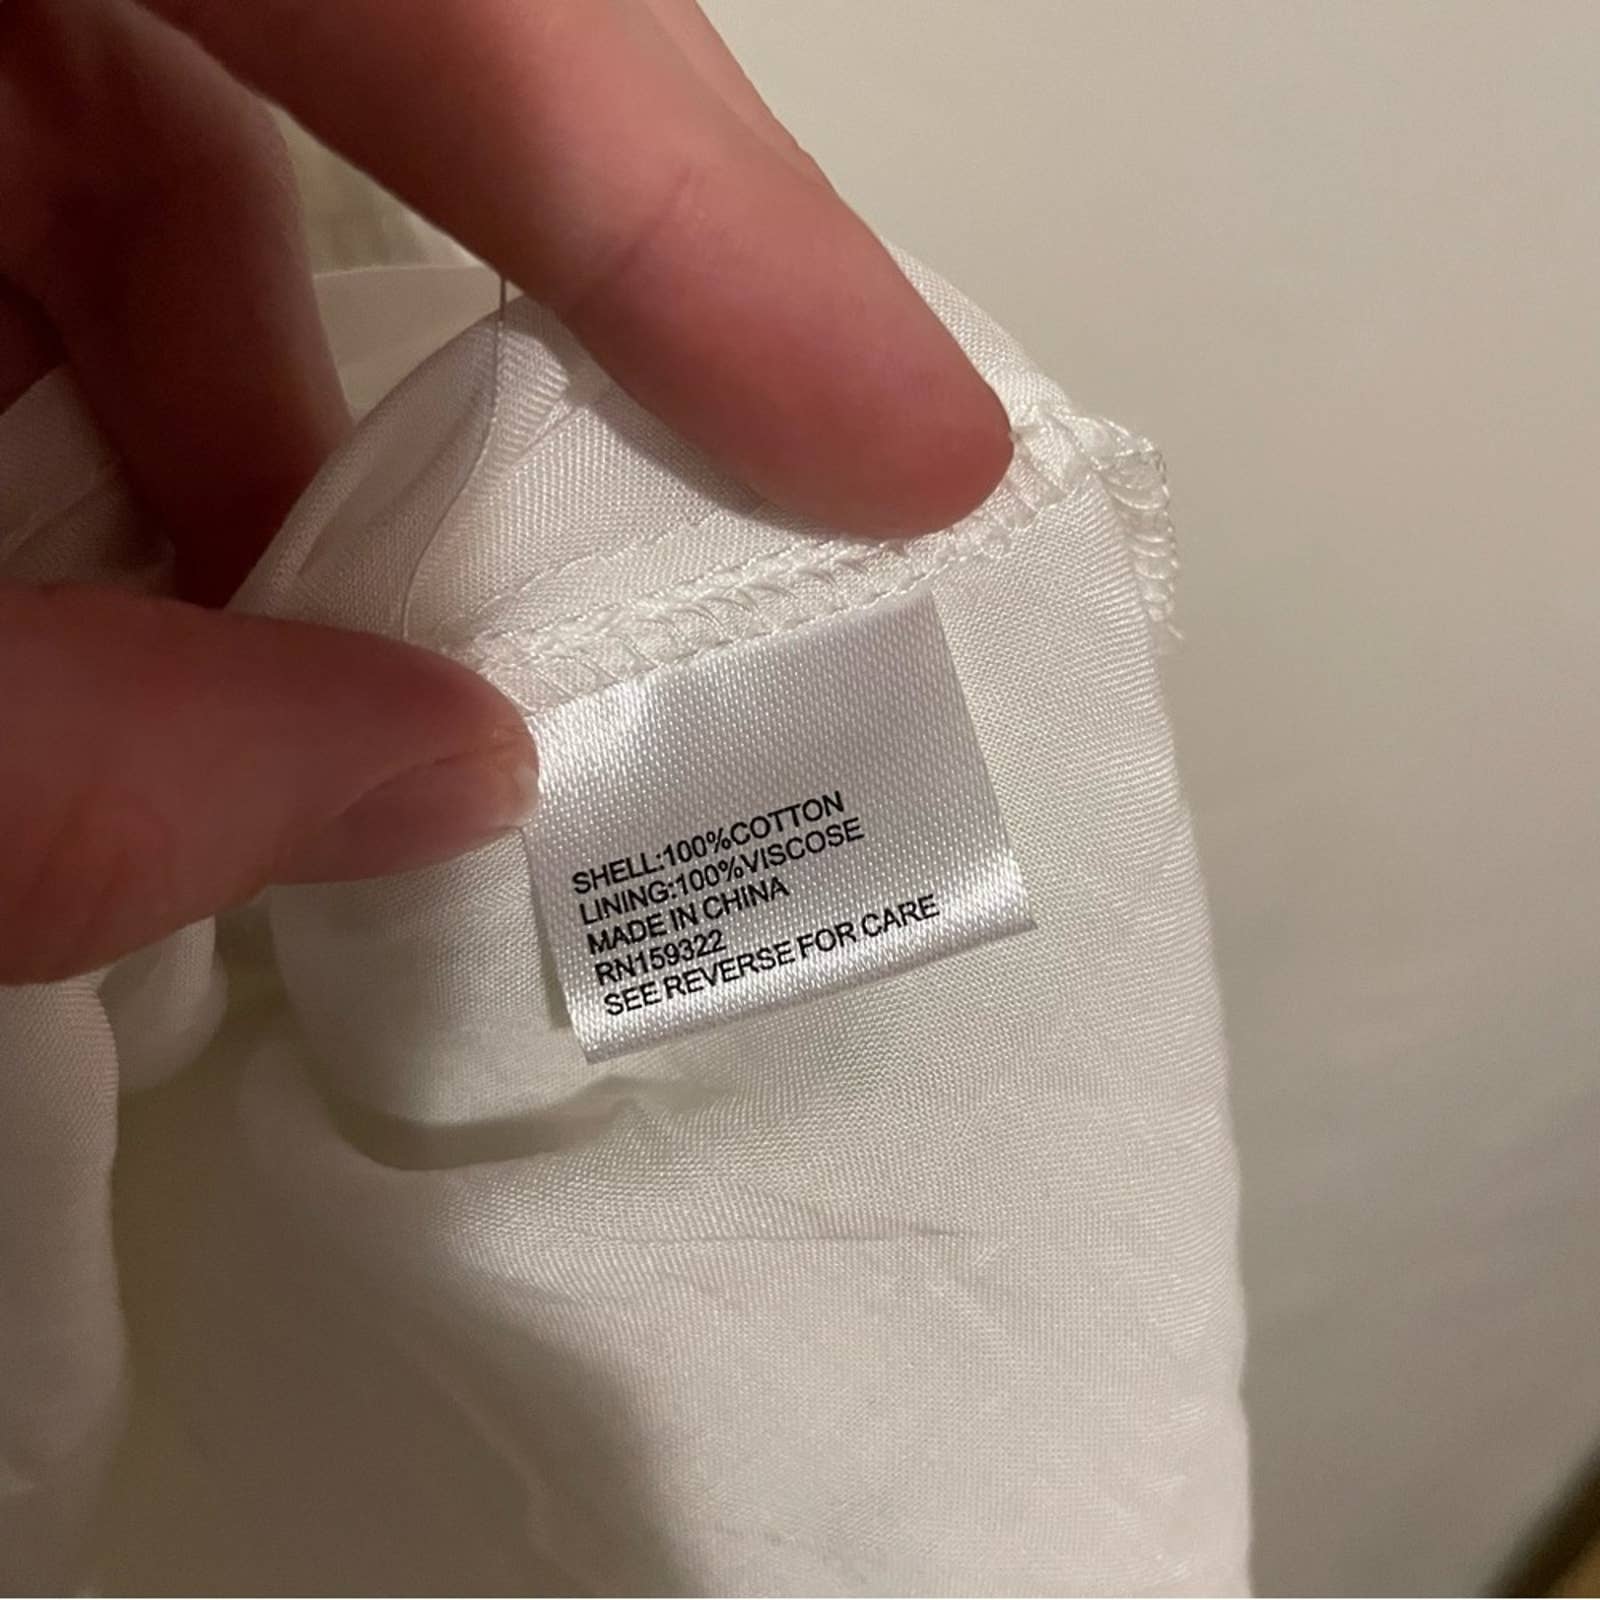 SHELL:100%COTTON
LINING:100%VISCOSE
MADE IN CHINA
RN159322
SEE REVERSE FOR CARE